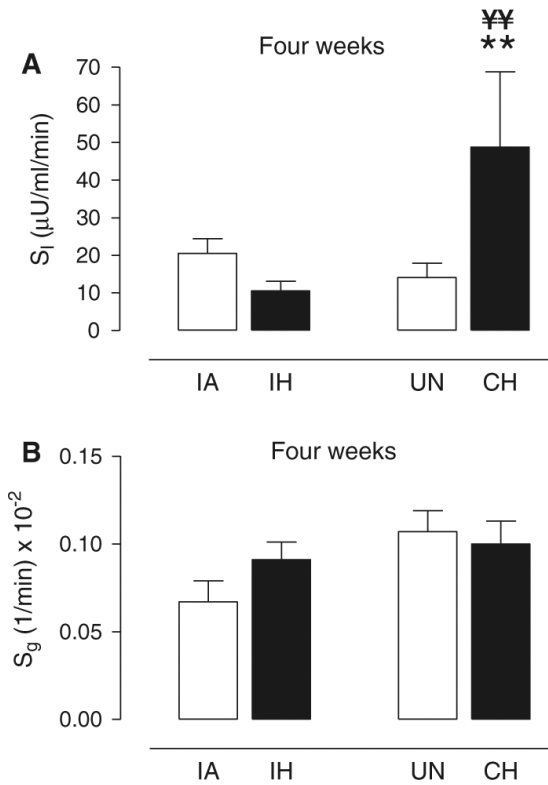 ¥¥
Four weeks
**
A
70
60
50
40
30
20
10
0
S_I (µU/ml/min)
IA IH UN CH
B
Four weeks
0.15
0.10
0.05
0.00
S_g (1/min) x 10^-2
IA IH UN CH